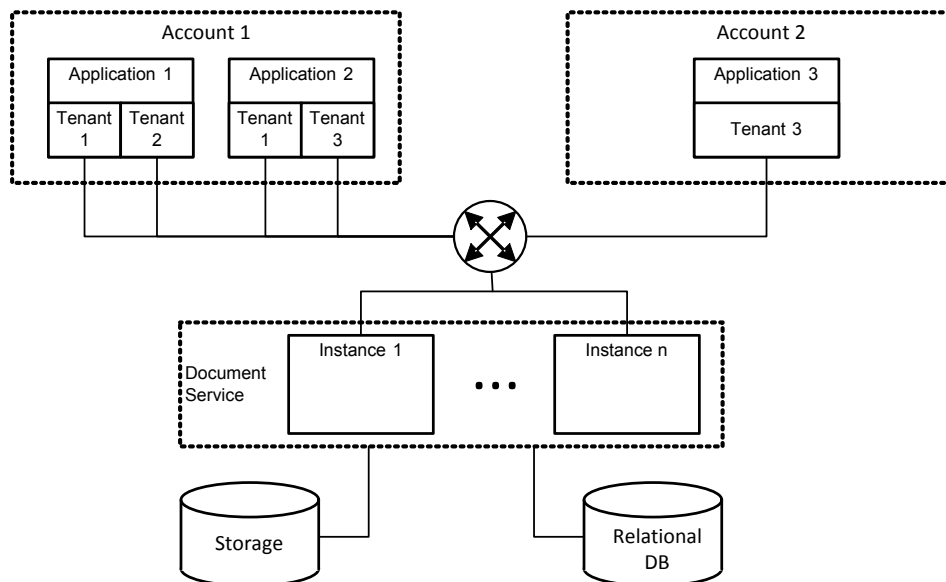 Account 1
Application 1
Tenant
1
Tenant
2
Application 2
Tenant
1
Tenant
3
Account 2
Application 3
Tenant 3
Document
Service
Instance 1
Instance n
Storage
Relational
DB